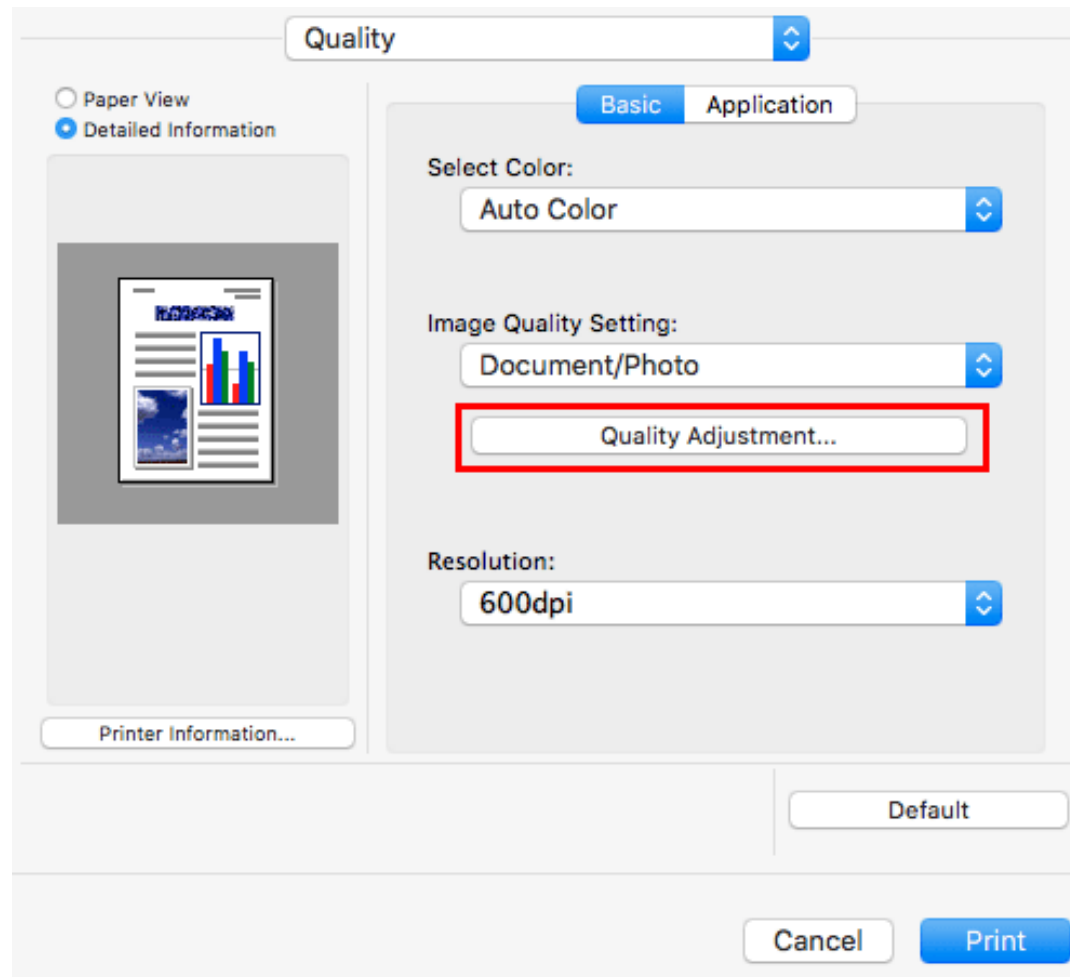 Quality
Paper View
Detailed Information
Printer Information...
Basic Application
Select Color:
Auto Color
Image Quality Setting:
Document/Photo
Quality Adjustment...
Resolution:
600dpi
Default
Cancel Print